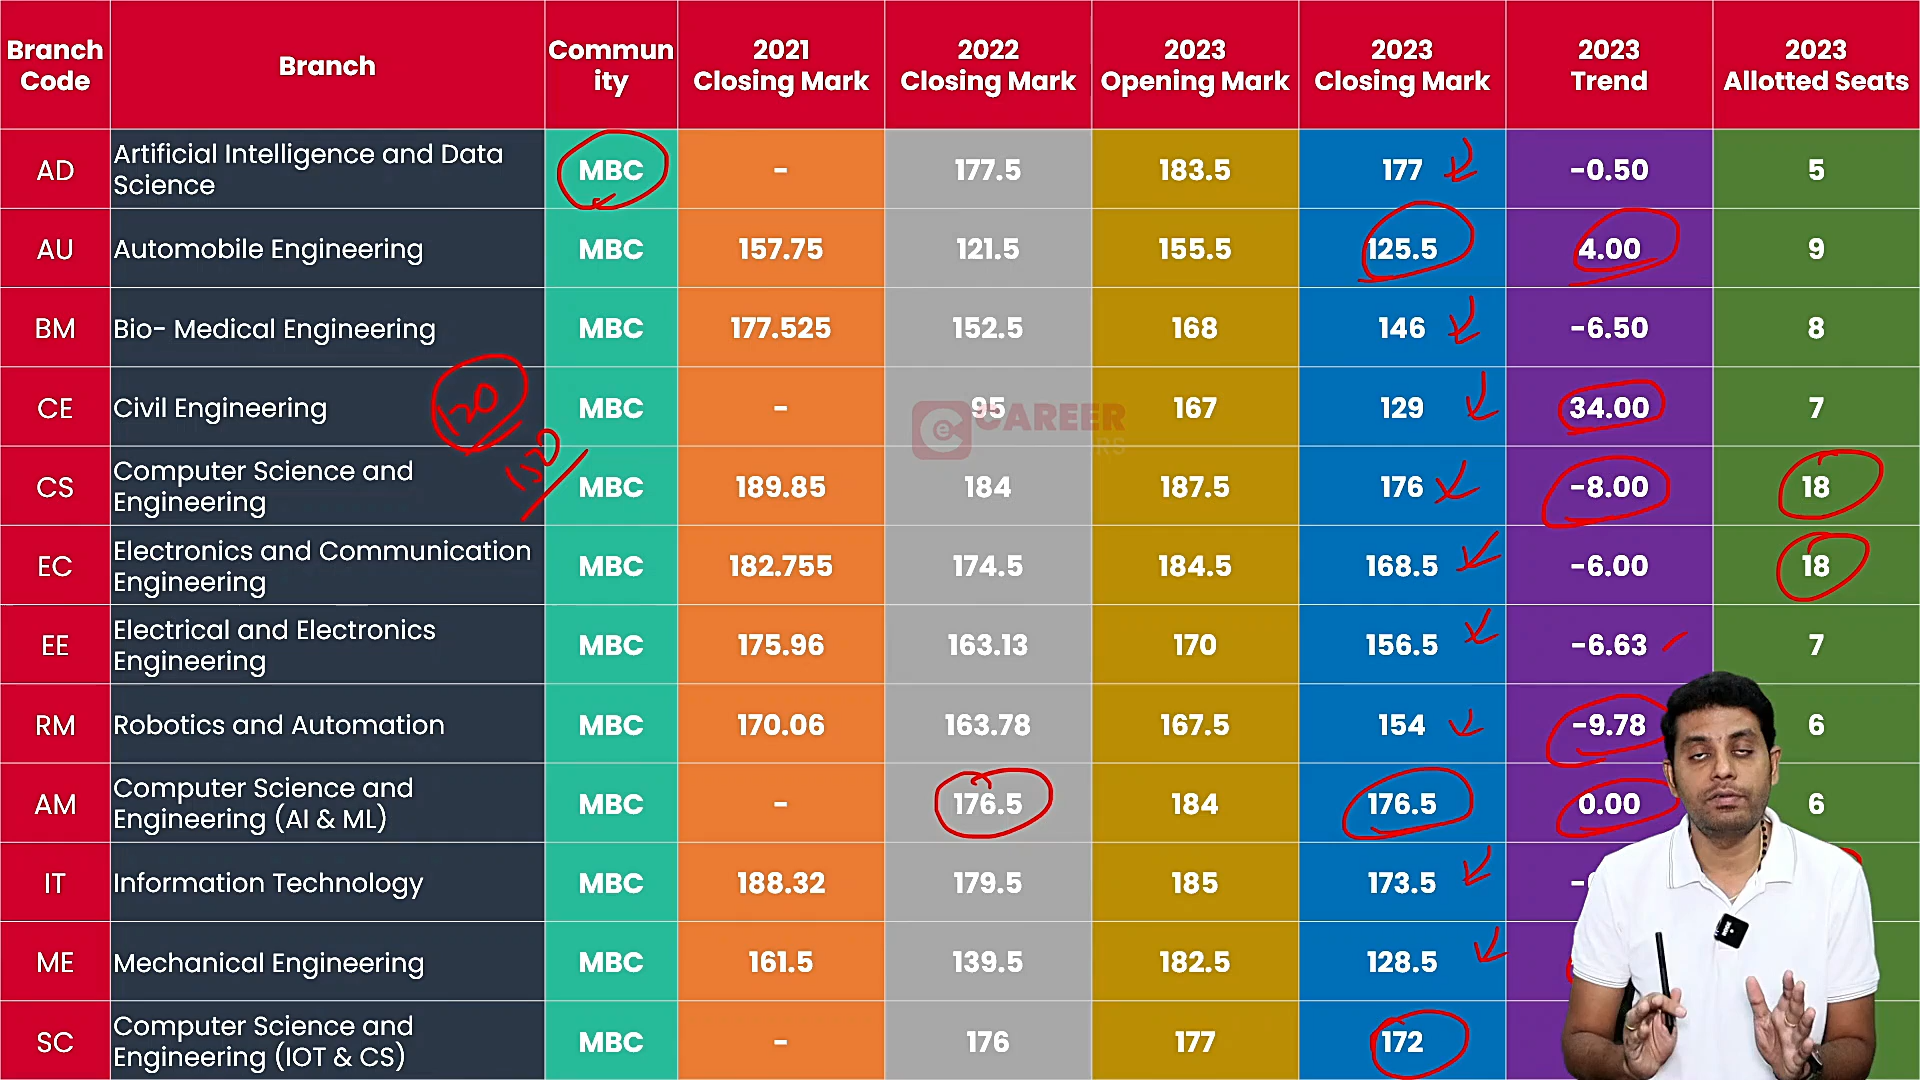 Branch Code
Branch
Commun
ity
2021
Closing Mark
2022
Closing Mark
2023
Opening Mark
2023
Closing Mark
2023
Trend
2023
Allotted Seats
AD
Artificial Intelligence and Data
Science
MBC
-
177.5
183.5
177
-0.50
5
AU
Automobile Engineering
MBC
157.75
121.5
155.5
125.5
4.00
9
BM
Bio- Medical Engineering
MBC
177.525
152.5
168
146
-6.50
8
CE
Civil Engineering
120
MBC
-
95
167
129
34.00
7
CAREER
CS
Computer Science and
Engineering
MBC
189.85
184
187.5
176
-8.00
18
EC
Electronics and Communication
Engineering
MBC
182.755
174.5
184.5
168.5
-6.00
18
EE
Electrical and Electronics
Engineering
MBC
175.96
163.13
170
156.5
-6.63
7
RM
Robotics and Automation
MBC
170.06
163.78
167.5
154
-9.78
6
AM
Computer Science and
Engineering (AI & ML)
MBC
-
176.5
184
176.5
0.00
6
IT
Information Technology
MBC
188.32
179.5
185
173.5
ME
Mechanical Engineering
MBC
161.5
139.5
182.5
128.5
SC
Computer Science and
Engineering (IOT & CS)
MBC
-
176
177
172